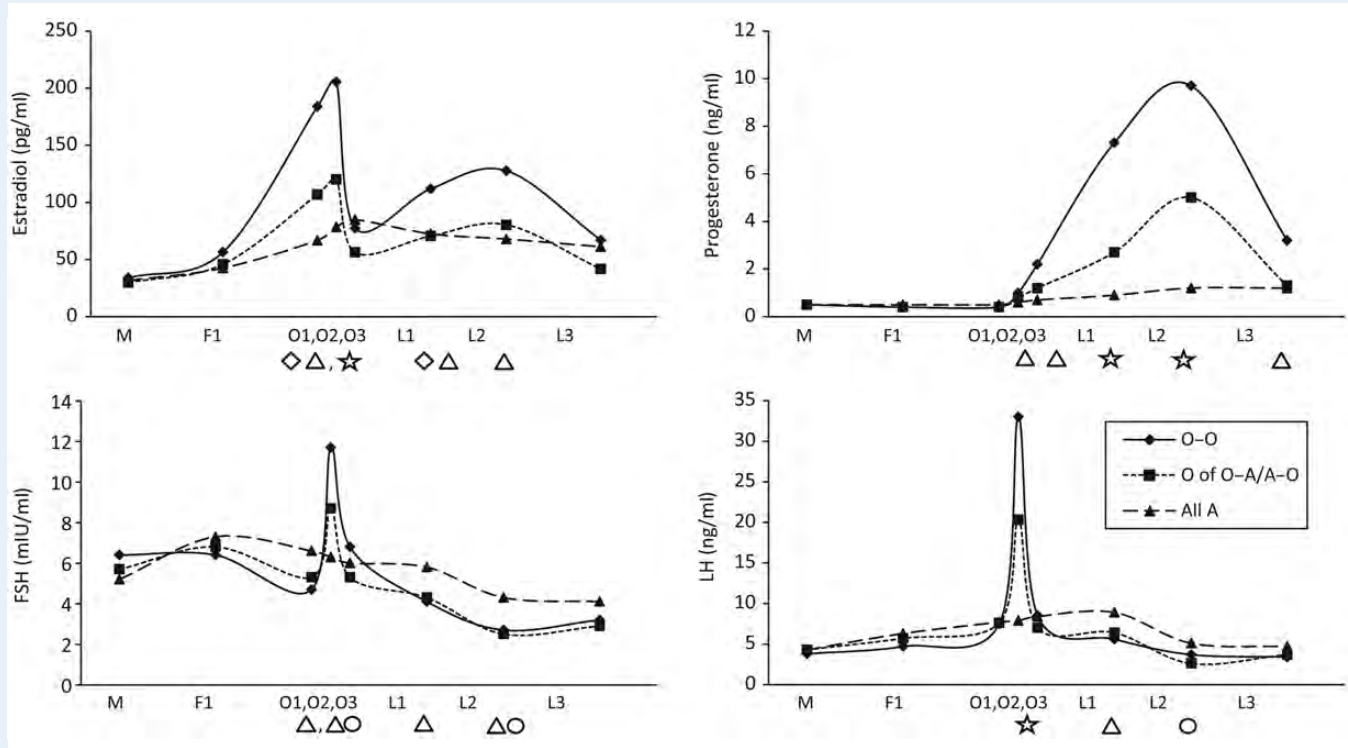 Estradiol (pg/ml)
250
200
150
100
50
0
M F1 O1,O2,O3 L1 L2 L3
Progesterone (ng/ml)
12
10
8
6
4
2
0
M F1 O1,O2,O3 L1 L2 L3
FSH (mIU/ml)
14
12
10
8
6
4
2
0
M F1 O1,O2,O3 L1 L2 L3
LH (ng/ml)
35
30
25
20
15
10
5
0
M F1 O1,O2,O3 L1 L2 L3
O–O
O of O–A/A–O
All A